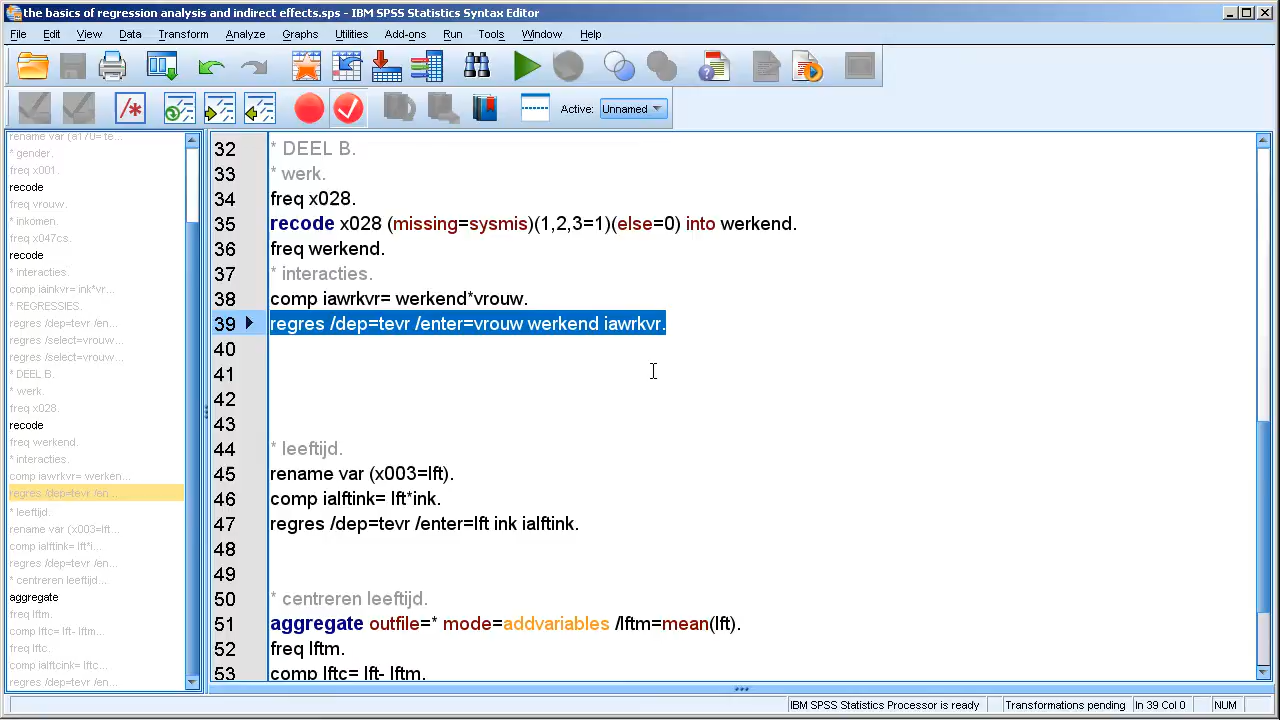 the basics of regression analysis and indirect effects.sps - IBM SPSS Statistics Syntax Editor
File Edit View Data Transform Analyze Graphs Utilities Add-ons Run Tools Window Help
Active: Unnamed
rename var (a170= te...
* gender.
freq x001.
recode
freq vrouw.
* inkomen.
freq x047cs.
recode
* interacties.
comp iainkvr= ink*vr...
* REGRESSIES.
regres /dep=tevr /en...
regres /select=vrouw...
regres /select=vrouw...
* DEEL B.
* werk.
freq x028.
recode
freq werkend.
* interacties.
comp iawrkvr= werken...
regres /dep=tevr /en...
* leeftijd.
rename var (x003=lft...
comp ialftink= lft*i...
regres /dep=tevr /en...
* centreren leeftijd...
aggregate
freq lftm.
comp lftc= lft- lftm...
freq lftc.
comp ialftcink= lftc...
regres /dep=tevr /en...
32 * DEEL B.
33 * werk.
34 freq x028.
35 recode x028 (missing=sysmis)(1,2,3=1)(else=0) into werkend.
36 freq werkend.
37 * interacties.
38 comp iawrkvr= werkend*vrouw.
39 regres /dep=tevr /enter=vrouw werkend iawrkvr.
40
41
42
43
44 * leeftijd.
45 rename var (x003=lft).
46 comp ialftink= lft*ink.
47 regres /dep=tevr /enter=lft ink ialftink.
48
49
50 * centreren leeftijd.
51 aggregate outfile=* mode=addvariables /lftm=mean(lft).
52 freq lftm.
53 comp lftc= lft- lftm.
IBM SPSS Statistics Processor is ready Transformations pending In 39 Col 0 NUM